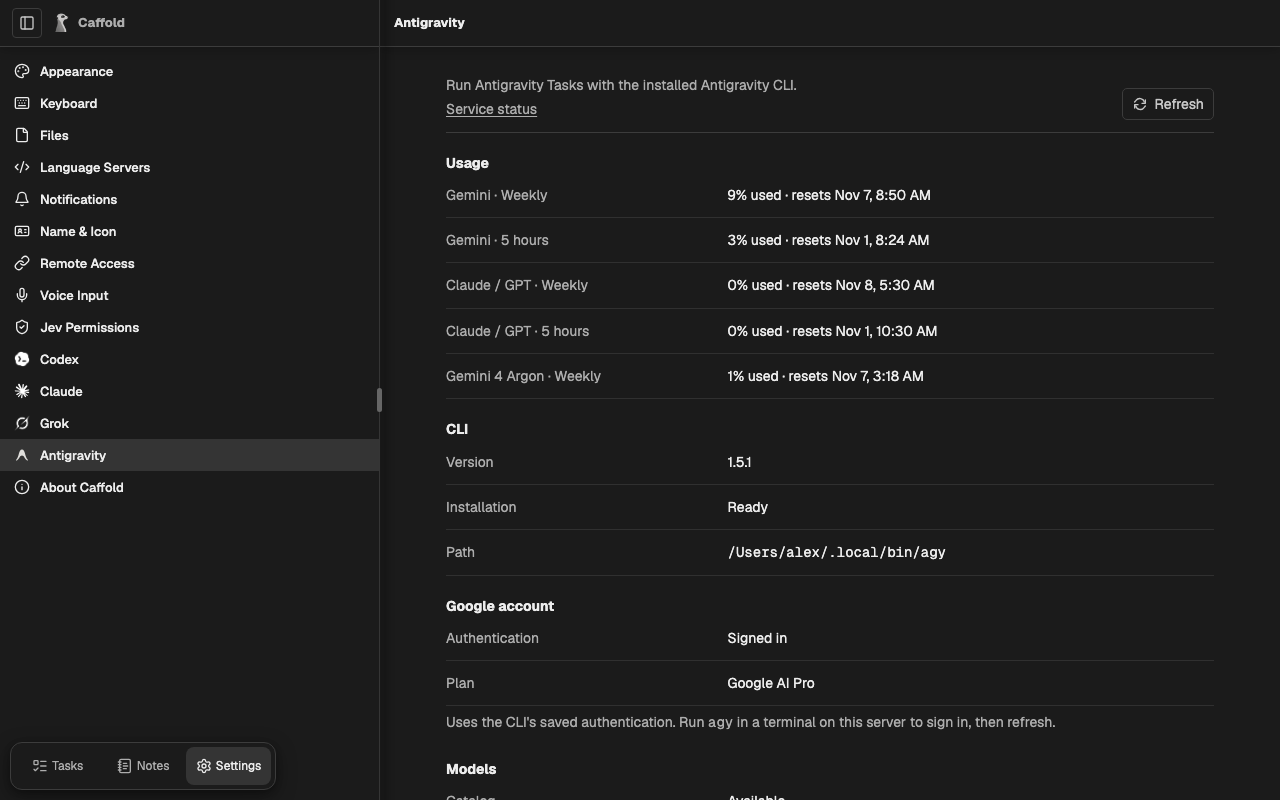 Caffold
Antigravity
Appearance
Keyboard
Files
Language Servers
Notifications
Name & Icon
Remote Access
Voice Input
Jev Permissions
Codex
Claude
Grok
Antigravity
About Caffold
Tasks
Notes
Settings
Run Antigravity Tasks with the installed Antigravity CLI.
Service status
Refresh
Usage
Gemini · Weekly 9% used · resets Nov 7, 8:50 AM
Gemini · 5 hours 3% used · resets Nov 1, 8:24 AM
Claude / GPT · Weekly 0% used · resets Nov 8, 5:30 AM
Claude / GPT · 5 hours 0% used · resets Nov 1, 10:30 AM
Gemini 4 Argon · Weekly 1% used · resets Nov 7, 3:18 AM
CLI
Version 1.5.1
Installation Ready
Path /Users/alex/.local/bin/agy
Google account
Authentication Signed in
Plan Google AI Pro
Uses the CLI's saved authentication. Run agy in a terminal on this server to sign in, then refresh.
Models
Catalog Available